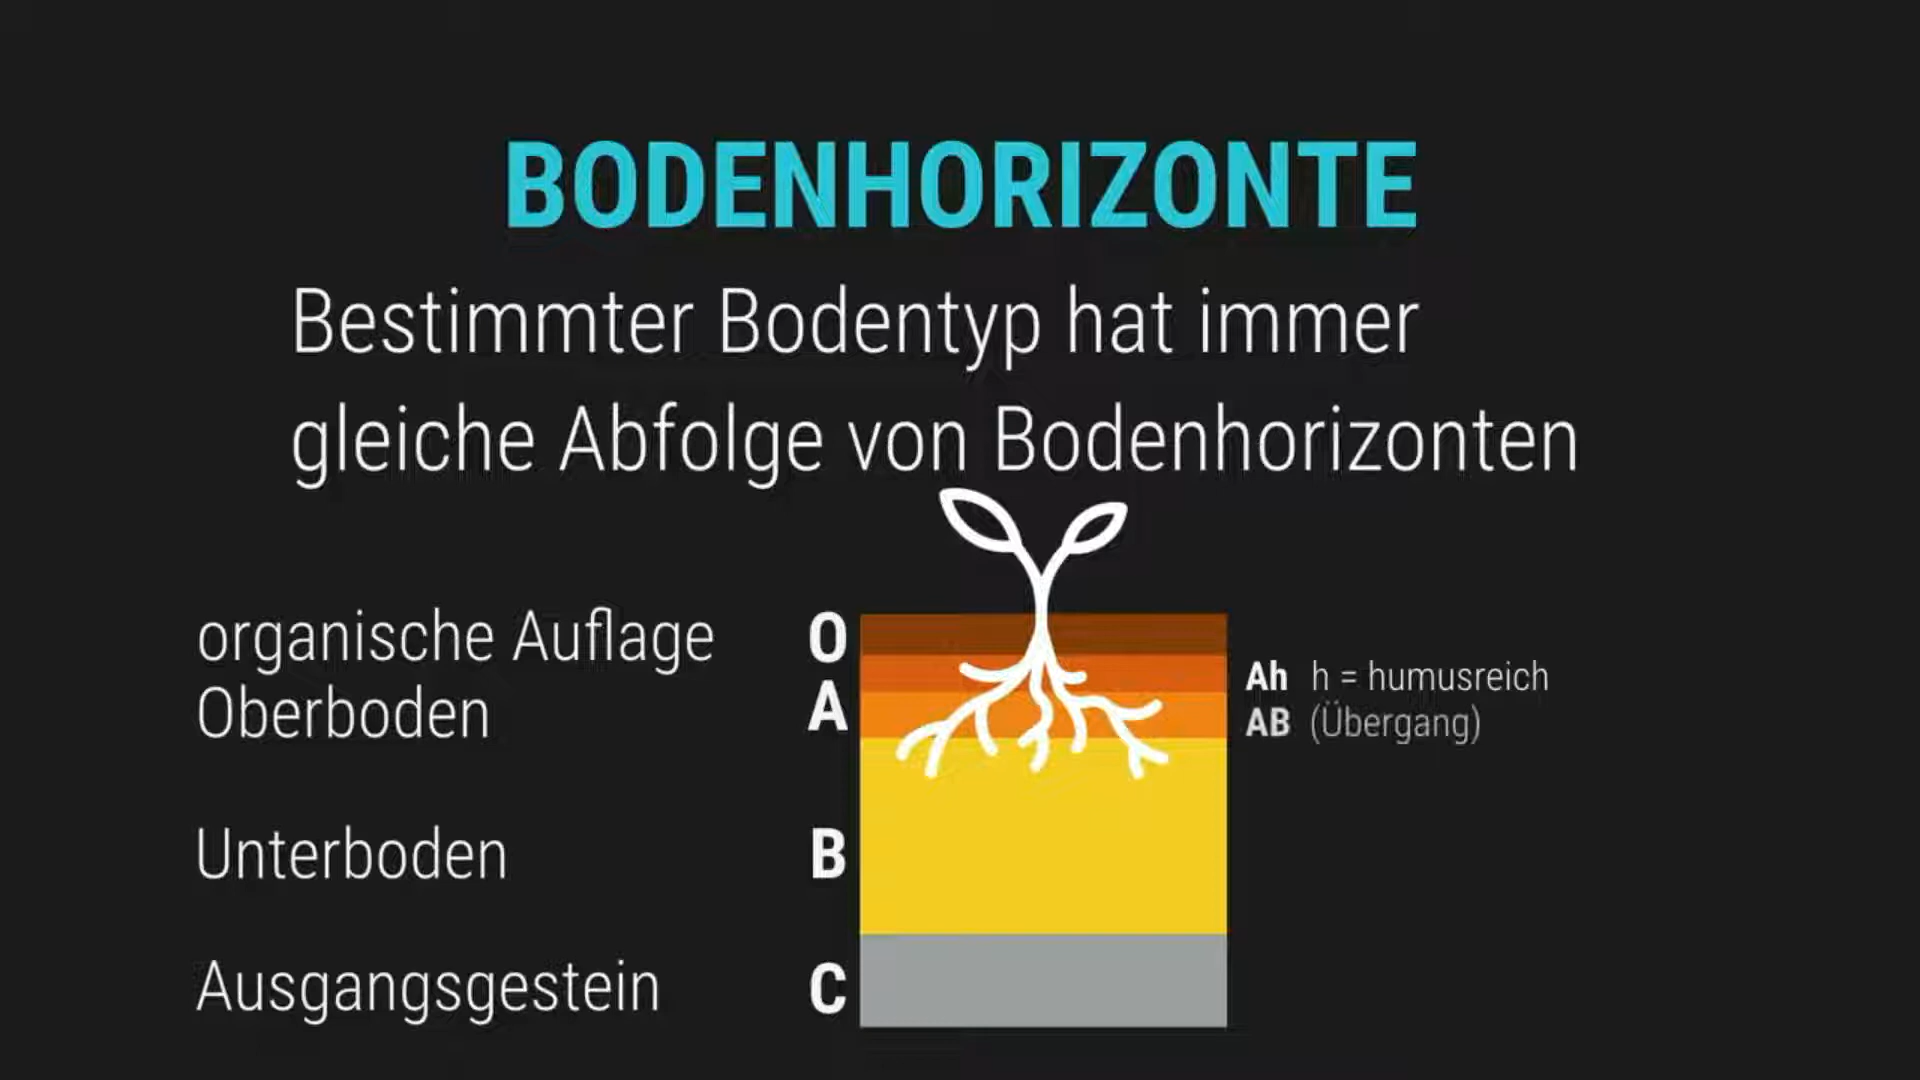 BODENHORIZONTE
Bestimmter Bodentyp hat immer
gleiche Abfolge von Bodenhorizonten
organische Auflage O
Oberboden A
Ah h = humusreich
AB (Übergang)
Unterboden B
Ausgangsgestein C